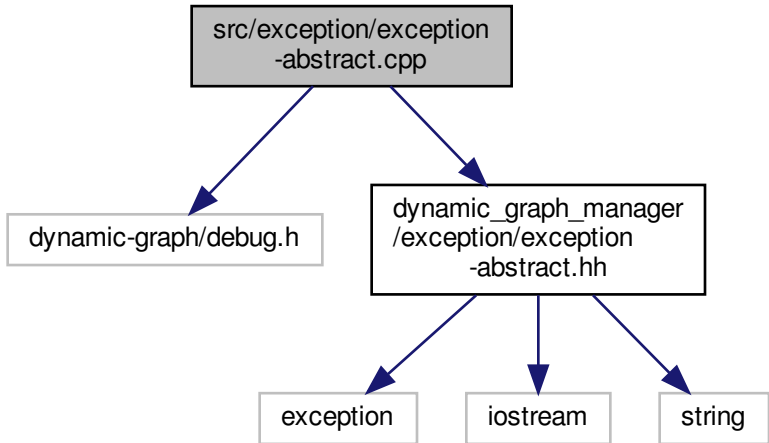 src/exception/exception
-abstract.cpp
dynamic-graph/debug.h
dynamic_graph_manager
/exception/exception
-abstract.hh
exception
iostream
string